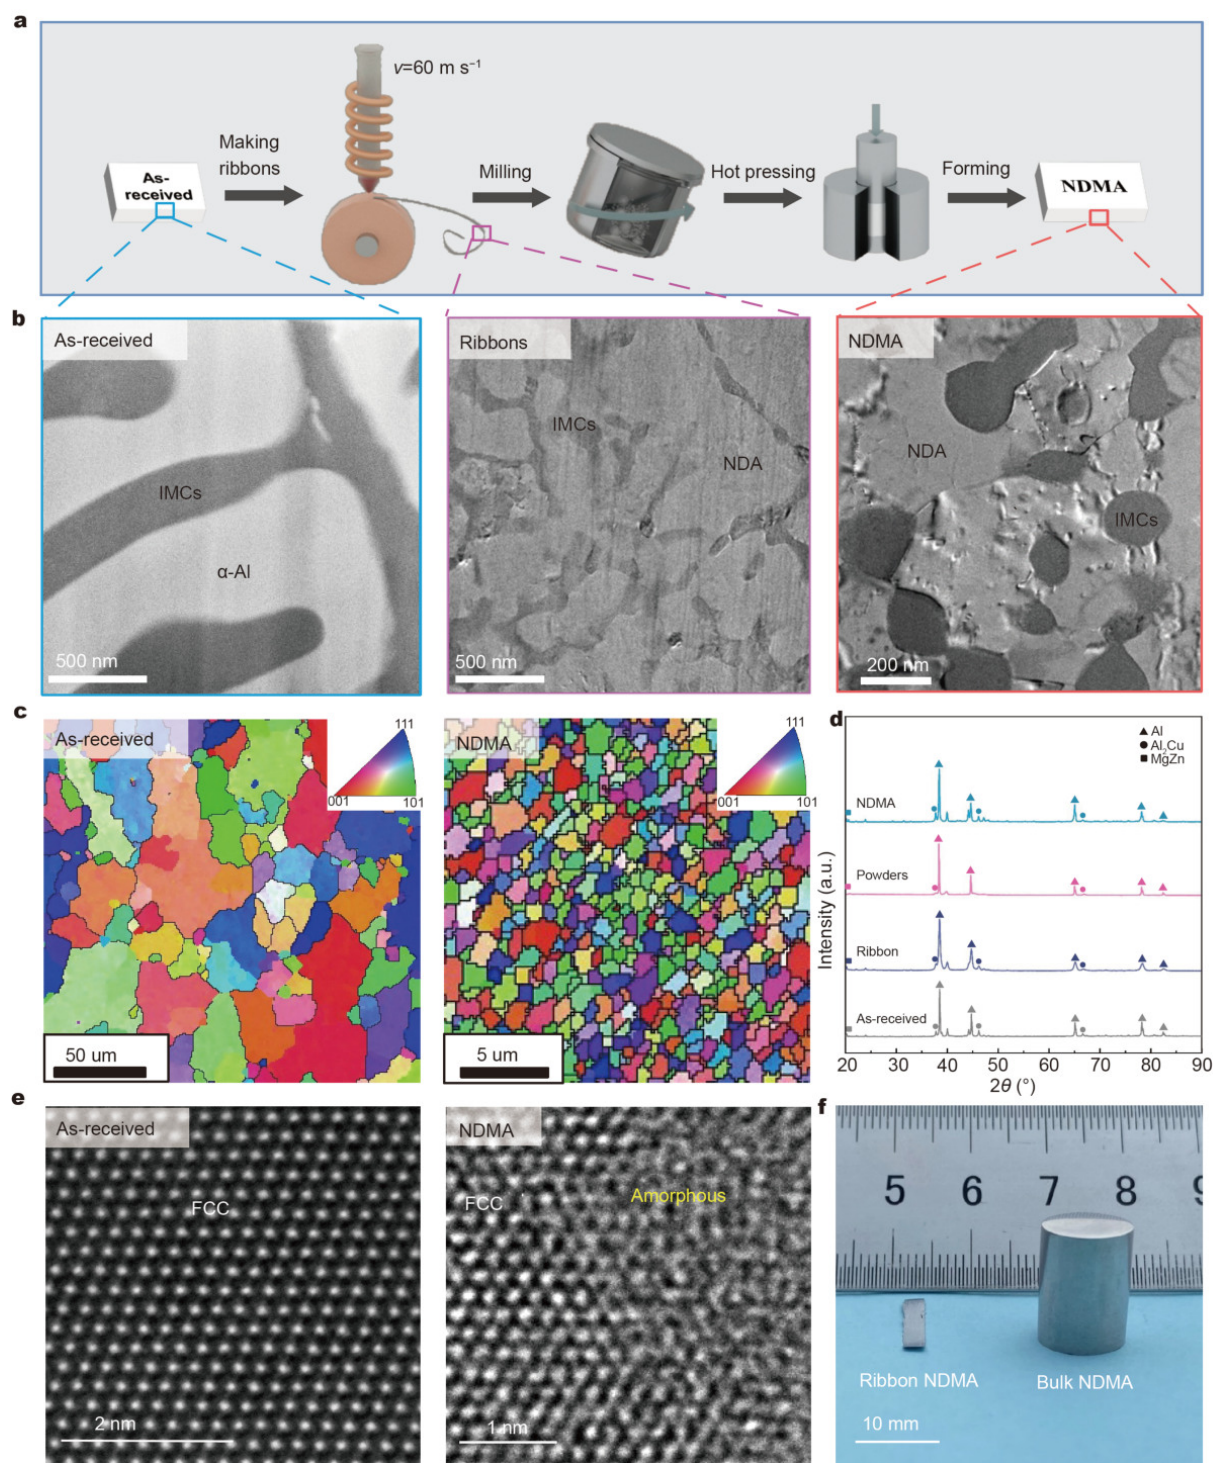 a
v=60 m s⁻¹
Making
ribbons
As-
received
Milling
Hot pressing
Forming
NDMA
b
As-received
IMCs
α-Al
500 nm
Ribbons
IMCs
NDA
500 nm
NDMA
NDA
IMCs
200 nm
c
As-received
111
001
101
50 um
NDMA
111
001
101
5 um
d
Al
Al₂Cu
MgZn
NDMA
Powders
Ribbon
As-received
Intensity (a.u.)
20 30 40 50 60 70 80 90
2θ (°)
e
As-received
FCC
2 nm
NDMA
FCC
Amorphous
1 nm
f
5 6 7 8 9
Ribbon NDMA
Bulk NDMA
10 mm